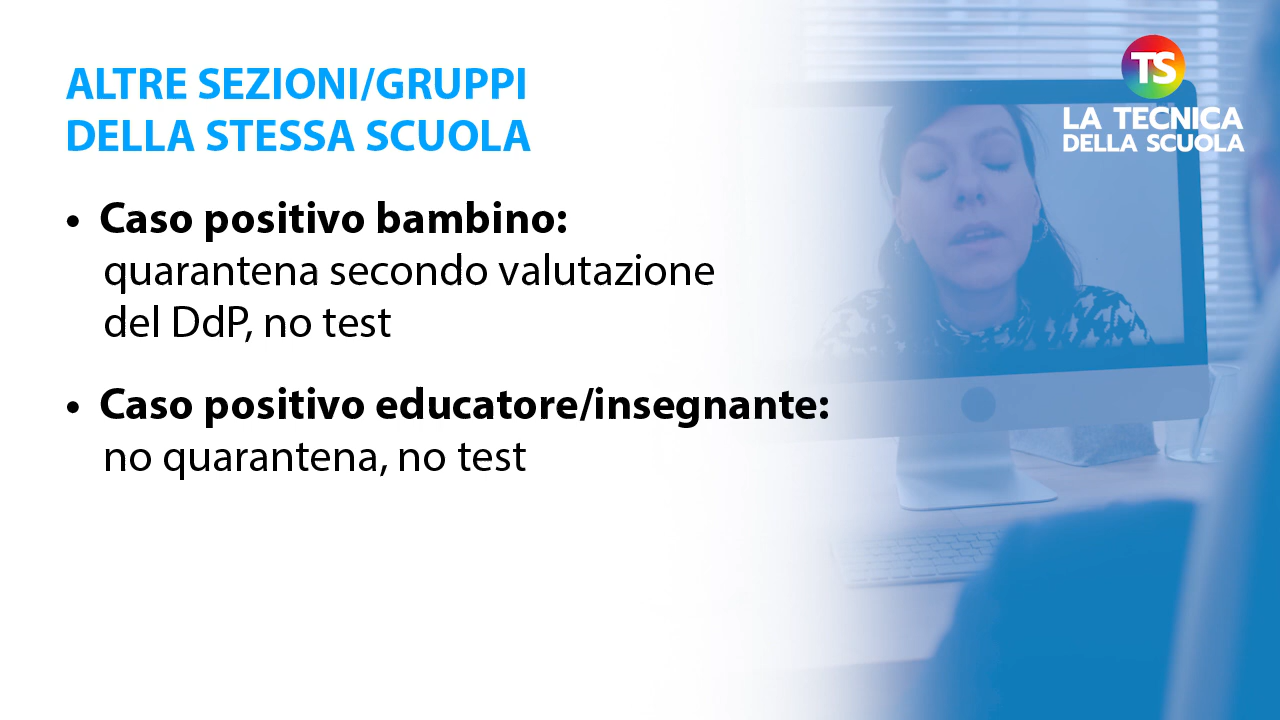 ALTRE SEZIONI/GRUPPI
DELLA STESSA SCUOLA
• Caso positivo bambino:
quarantena secondo valutazione
del DdP, no test
• Caso positivo educatore/insegnante:
no quarantena, no test
TS
LA TECNICA
DELLA SCUOLA